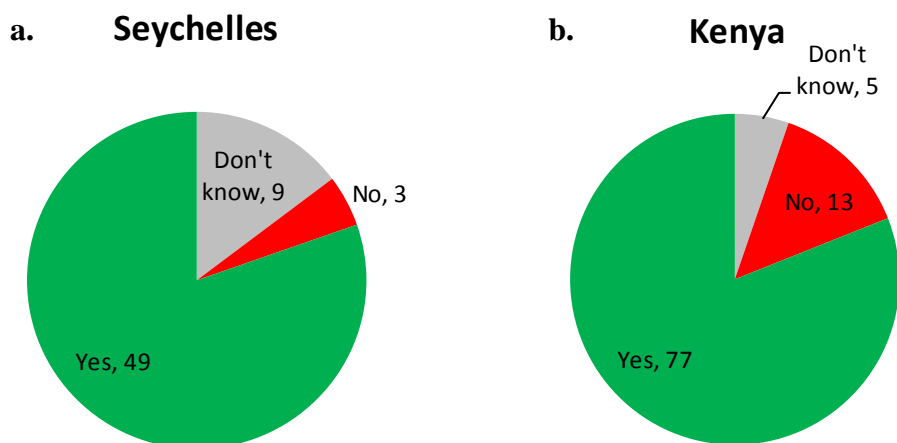 a. Seychelles
Don't
know, 9
No, 3
Yes, 49
b. Kenya
Don't
know, 5
No, 13
Yes, 77